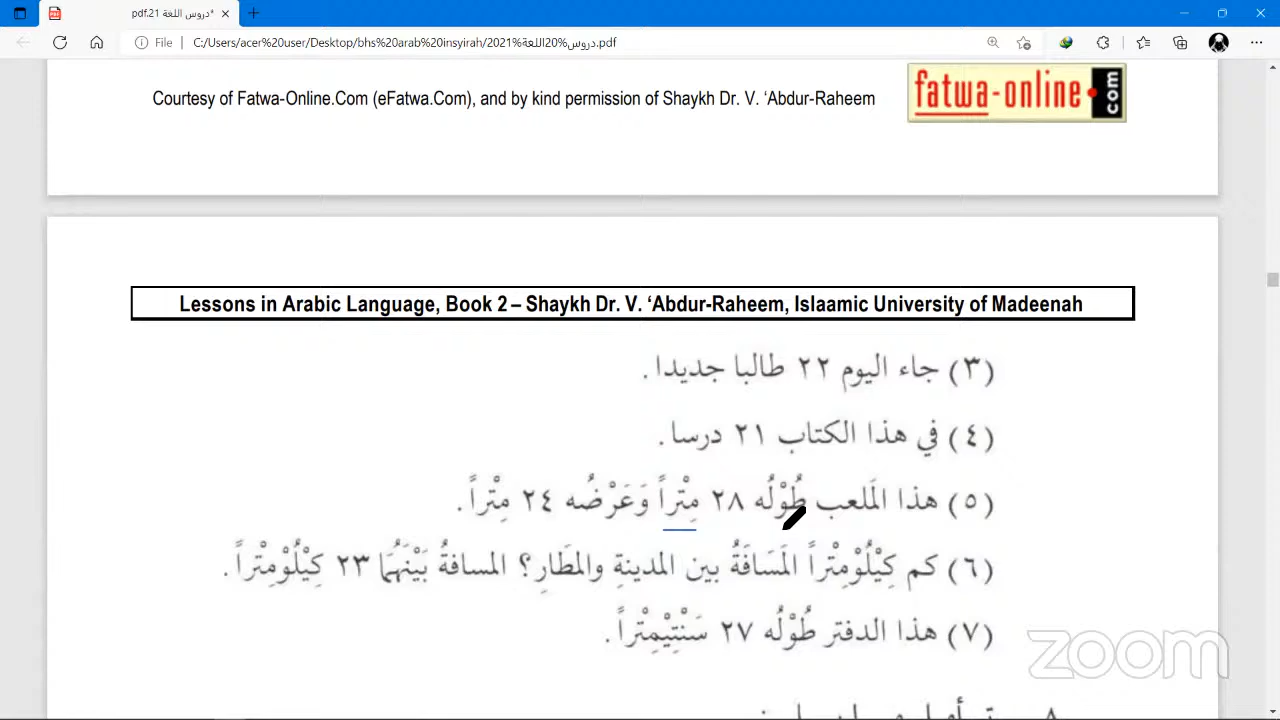 دروس اللغة 21.pdf*
File
C:/Users/acer%20user/Desktop/bhs%20arab%20insyirah/2021%دروس%20اللغة.pdf
Courtesy of Fatwa-Online.Com (eFatwa.Com), and by kind permission of Shaykh Dr. V. ‘Abdur-Raheem
fatwa-online.com
Lessons in Arabic Language, Book 2 – Shaykh Dr. V. ‘Abdur-Raheem, Islaamic University of Madeenah
(٣) جاء اليوم ٢٢ طالبا جديدا.
(٤) في هذا الكتاب ٢١ درسا.
(٥) هذا المَلعب طُوْلُه ٢٨ مِتْراً وَعَرْضُه ٢٤ مِتْراً.
(٦) كم كِيْلُوْمِتْراً المَسَافَةُ بين المدينةِ والمطَارِ؟ المسافةُ بَيْنَهُمَا ٢٣ كِيْلُوْمِتْراً.
(٧) هذا الدفتر طُوْلُه ٢٧ سَنْتِيْمِتْراً.
zoom